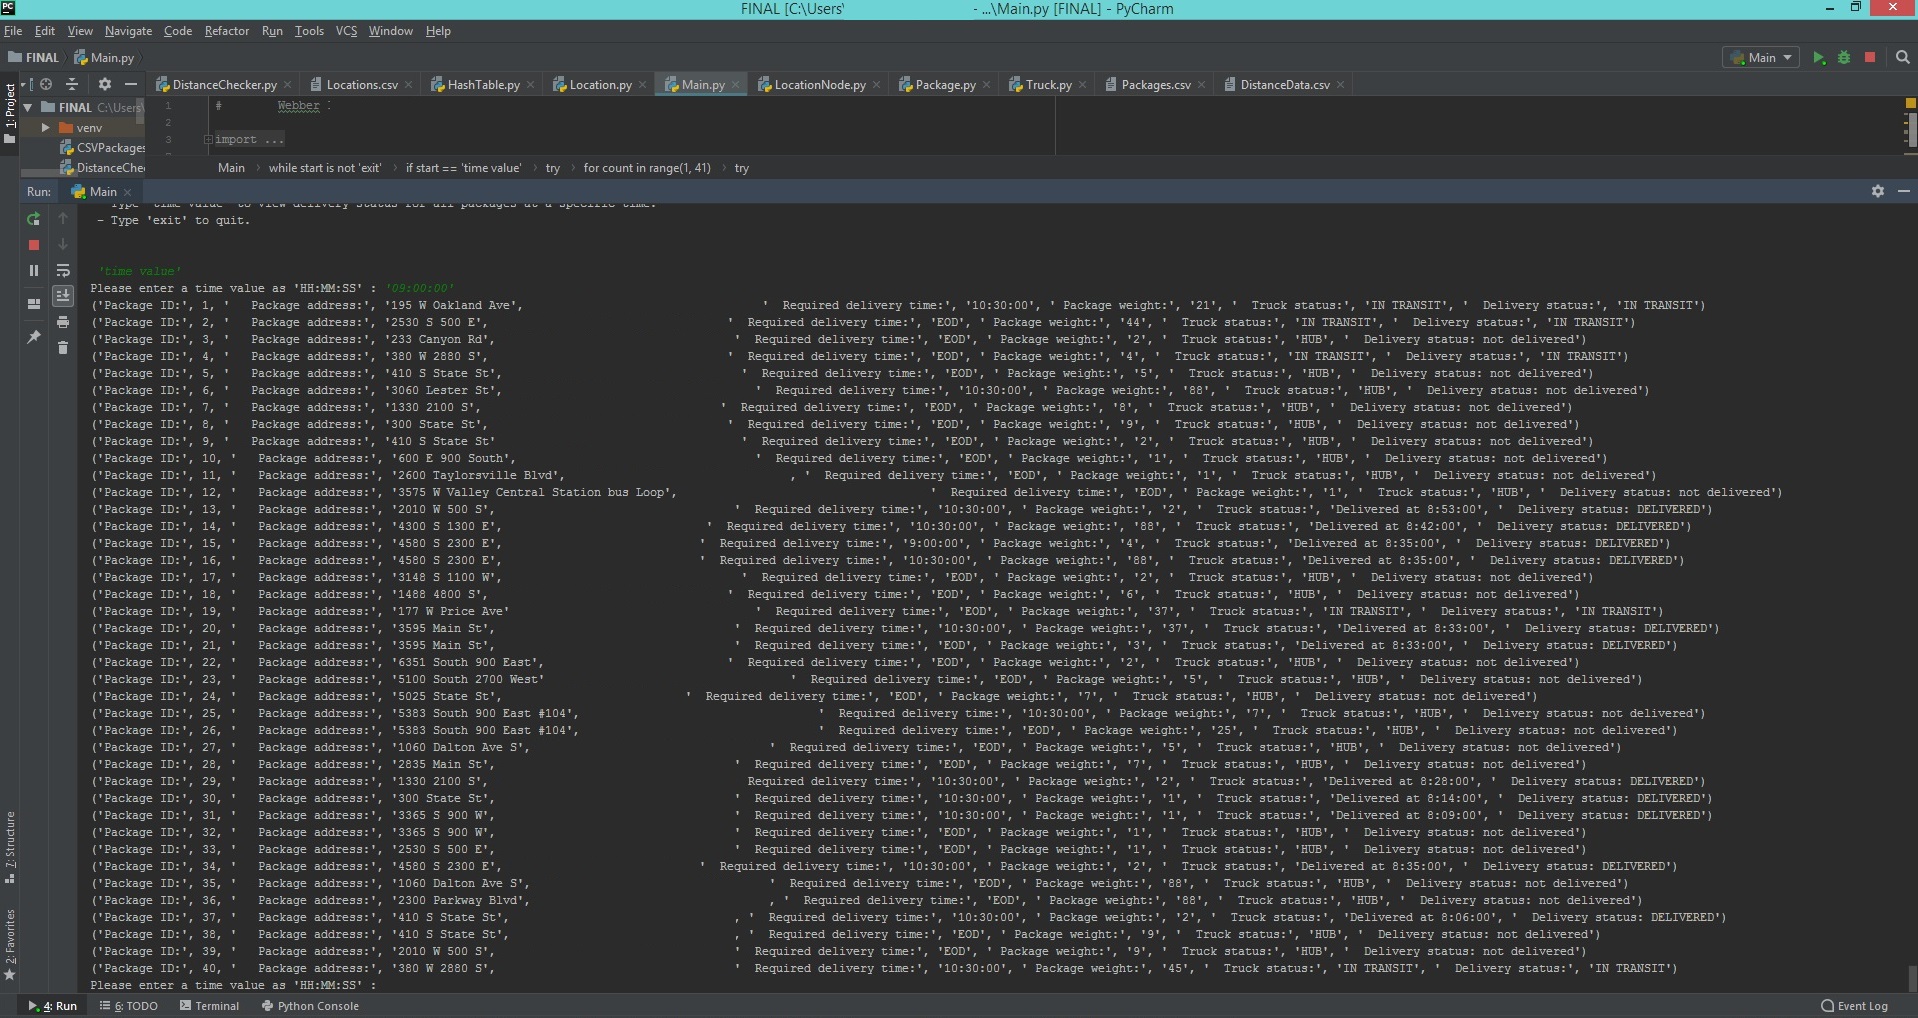 PC
FINAL [C:\Users\ - ...\Main.py [FINAL] - PyCharm
File Edit View Navigate Code Refactor Run Tools VCS Window Help
FINAL Main.py Main
DistanceChecker.py Locations.csv HashTable.py Location.py Main.py LocationNode.py Package.py Truck.py Packages.csv DistanceData.csv
1: Project
FINAL C:\Users\
venv
CSVPackages
DistanceChe
1 # Webber
2
3 import ...
Main › while start is not 'exit' › if start == 'time value' › try › for count in range(1, 41) › try
Run: Main
- Type 'time value' to view delivery status for all packages at a specific time.
- Type 'exit' to quit.
'time value'
Please enter a time value as 'HH:MM:SS' : '09:00:00'
('Package ID:', 1, ' Package address:', '195 W Oakland Ave', ' Required delivery time:', '10:30:00', ' Package weight:', '21', ' Truck status:', 'IN TRANSIT', ' Delivery status:', 'IN TRANSIT')
('Package ID:', 2, ' Package address:', '2530 S 500 E', ' Required delivery time:', 'EOD', ' Package weight:', '44', ' Truck status:', 'IN TRANSIT', ' Delivery status:', 'IN TRANSIT')
('Package ID:', 3, ' Package address:', '233 Canyon Rd', ' Required delivery time:', 'EOD', ' Package weight:', '2', ' Truck status:', 'HUB', ' Delivery status: not delivered')
('Package ID:', 4, ' Package address:', '380 W 2880 S', ' Required delivery time:', 'EOD', ' Package weight:', '4', ' Truck status:', 'IN TRANSIT', ' Delivery status:', 'IN TRANSIT')
('Package ID:', 5, ' Package address:', '410 S State St', ' Required delivery time:', 'EOD', ' Package weight:', '5', ' Truck status:', 'HUB', ' Delivery status: not delivered')
('Package ID:', 6, ' Package address:', '3060 Lester St', ' Required delivery time:', '10:30:00', ' Package weight:', '88', ' Truck status:', 'HUB', ' Delivery status: not delivered')
('Package ID:', 7, ' Package address:', '1330 2100 S', ' Required delivery time:', 'EOD', ' Package weight:', '8', ' Truck status:', 'HUB', ' Delivery status: not delivered')
('Package ID:', 8, ' Package address:', '300 State St', ' Required delivery time:', 'EOD', ' Package weight:', '9', ' Truck status:', 'HUB', ' Delivery status: not delivered')
('Package ID:', 9, ' Package address:', '410 S State St' ' Required delivery time:', 'EOD', ' Package weight:', '2', ' Truck status:', 'HUB', ' Delivery status: not delivered')
('Package ID:', 10, ' Package address:', '600 E 900 South', ' Required delivery time:', 'EOD', ' Package weight:', '1', ' Truck status:', 'HUB', ' Delivery status: not delivered')
('Package ID:', 11, ' Package address:', '2600 Taylorsville Blvd', , ' Required delivery time:', 'EOD', ' Package weight:', '1', ' Truck status:', 'HUB', ' Delivery status: not delivered')
('Package ID:', 12, ' Package address:', '3575 W Valley Central Station bus Loop', ' Required delivery time:', 'EOD', ' Package weight:', '1', ' Truck status:', 'HUB', ' Delivery status: not delivered')
('Package ID:', 13, ' Package address:', '2010 W 500 S', ' Required delivery time:', '10:30:00', ' Package weight:', '2', ' Truck status:', 'Delivered at 8:53:00', ' Delivery status: DELIVERED')
('Package ID:', 14, ' Package address:', '4300 S 1300 E', ' Required delivery time:', '10:30:00', ' Package weight:', '88', ' Truck status:', 'Delivered at 8:42:00', ' Delivery status: DELIVERED')
('Package ID:', 15, ' Package address:', '4580 S 2300 E', ' Required delivery time:', '9:00:00', ' Package weight:', '4', ' Truck status:', 'Delivered at 8:35:00', ' Delivery status: DELIVERED')
('Package ID:', 16, ' Package address:', '4580 S 2300 E', ' Required delivery time:', '10:30:00', ' Package weight:', '88', ' Truck status:', 'Delivered at 8:35:00', ' Delivery status: DELIVERED')
('Package ID:', 17, ' Package address:', '3148 S 1100 W', ' Required delivery time:', 'EOD', ' Package weight:', '2', ' Truck status:', 'HUB', ' Delivery status: not delivered')
('Package ID:', 18, ' Package address:', '1488 4800 S', ' Required delivery time:', 'EOD', ' Package weight:', '6', ' Truck status:', 'HUB', ' Delivery status: not delivered')
('Package ID:', 19, ' Package address:', '177 W Price Ave' ' Required delivery time:', 'EOD', ' Package weight:', '37', ' Truck status:', 'IN TRANSIT', ' Delivery status:', 'IN TRANSIT')
('Package ID:', 20, ' Package address:', '3595 Main St', ' Required delivery time:', '10:30:00', ' Package weight:', '37', ' Truck status:', 'Delivered at 8:33:00', ' Delivery status: DELIVERED')
('Package ID:', 21, ' Package address:', '3595 Main St', ' Required delivery time:', 'EOD', ' Package weight:', '3', ' Truck status:', 'Delivered at 8:33:00', ' Delivery status: DELIVERED')
('Package ID:', 22, ' Package address:', '6351 South 900 East', ' Required delivery time:', 'EOD', ' Package weight:', '2', ' Truck status:', 'HUB', ' Delivery status: not delivered')
('Package ID:', 23, ' Package address:', '5100 South 2700 West' ' Required delivery time:', 'EOD', ' Package weight:', '5', ' Truck status:', 'HUB', ' Delivery status: not delivered')
('Package ID:', 24, ' Package address:', '5025 State St', ' Required delivery time:', 'EOD', ' Package weight:', '7', ' Truck status:', 'HUB', ' Delivery status: not delivered')
('Package ID:', 25, ' Package address:', '5383 South 900 East #104', ' Required delivery time:', '10:30:00', ' Package weight:', '7', ' Truck status:', 'HUB', ' Delivery status: not delivered')
('Package ID:', 26, ' Package address:', '5383 South 900 East #104', ' Required delivery time:', 'EOD', ' Package weight:', '25', ' Truck status:', 'HUB', ' Delivery status: not delivered')
('Package ID:', 27, ' Package address:', '1060 Dalton Ave S', ' Required delivery time:', 'EOD', ' Package weight:', '5', ' Truck status:', 'HUB', ' Delivery status: not delivered')
('Package ID:', 28, ' Package address:', '2835 Main St', ' Required delivery time:', 'EOD', ' Package weight:', '7', ' Truck status:', 'HUB', ' Delivery status: not delivered')
('Package ID:', 29, ' Package address:', '1330 2100 S', Required delivery time:', '10:30:00', ' Package weight:', '2', ' Truck status:', 'Delivered at 8:28:00', ' Delivery status: DELIVERED')
('Package ID:', 30, ' Package address:', '300 State St', ' Required delivery time:', '10:30:00', ' Package weight:', '1', ' Truck status:', 'Delivered at 8:14:00', ' Delivery status: DELIVERED')
('Package ID:', 31, ' Package address:', '3365 S 900 W', ' Required delivery time:', '10:30:00', ' Package weight:', '1', ' Truck status:', 'Delivered at 8:09:00', ' Delivery status: DELIVERED')
('Package ID:', 32, ' Package address:', '3365 S 900 W', ' Required delivery time:', 'EOD', ' Package weight:', '1', ' Truck status:', 'HUB', ' Delivery status: not delivered')
('Package ID:', 33, ' Package address:', '2530 S 500 E', ' Required delivery time:', 'EOD', ' Package weight:', '1', ' Truck status:', 'HUB', ' Delivery status: not delivered')
('Package ID:', 34, ' Package address:', '4580 S 2300 E', ' Required delivery time:', '10:30:00', ' Package weight:', '2', ' Truck status:', 'Delivered at 8:35:00', ' Delivery status: DELIVERED')
('Package ID:', 35, ' Package address:', '1060 Dalton Ave S', ' Required delivery time:', 'EOD', ' Package weight:', '88', ' Truck status:', 'HUB', ' Delivery status: not delivered')
('Package ID:', 36, ' Package address:', '2300 Parkway Blvd', , ' Required delivery time:', 'EOD', ' Package weight:', '88', ' Truck status:', 'HUB', ' Delivery status: not delivered')
('Package ID:', 37, ' Package address:', '410 S State St', , ' Required delivery time:', '10:30:00', ' Package weight:', '2', ' Truck status:', 'Delivered at 8:06:00', ' Delivery status: DELIVERED')
('Package ID:', 38, ' Package address:', '410 S State St', , ' Required delivery time:', 'EOD', ' Package weight:', '9', ' Truck status:', 'HUB', ' Delivery status: not delivered')
('Package ID:', 39, ' Package address:', '2010 W 500 S', ' Required delivery time:', 'EOD', ' Package weight:', '9', ' Truck status:', 'HUB', ' Delivery status: not delivered')
('Package ID:', 40, ' Package address:', '380 W 2880 S', ' Required delivery time:', '10:30:00', ' Package weight:', '45', ' Truck status:', 'IN TRANSIT', ' Delivery status:', 'IN TRANSIT')
Please enter a time value as 'HH:MM:SS' :
7: Structure
2: Favorites
4: Run 6: TODO Terminal Python Console Event Log